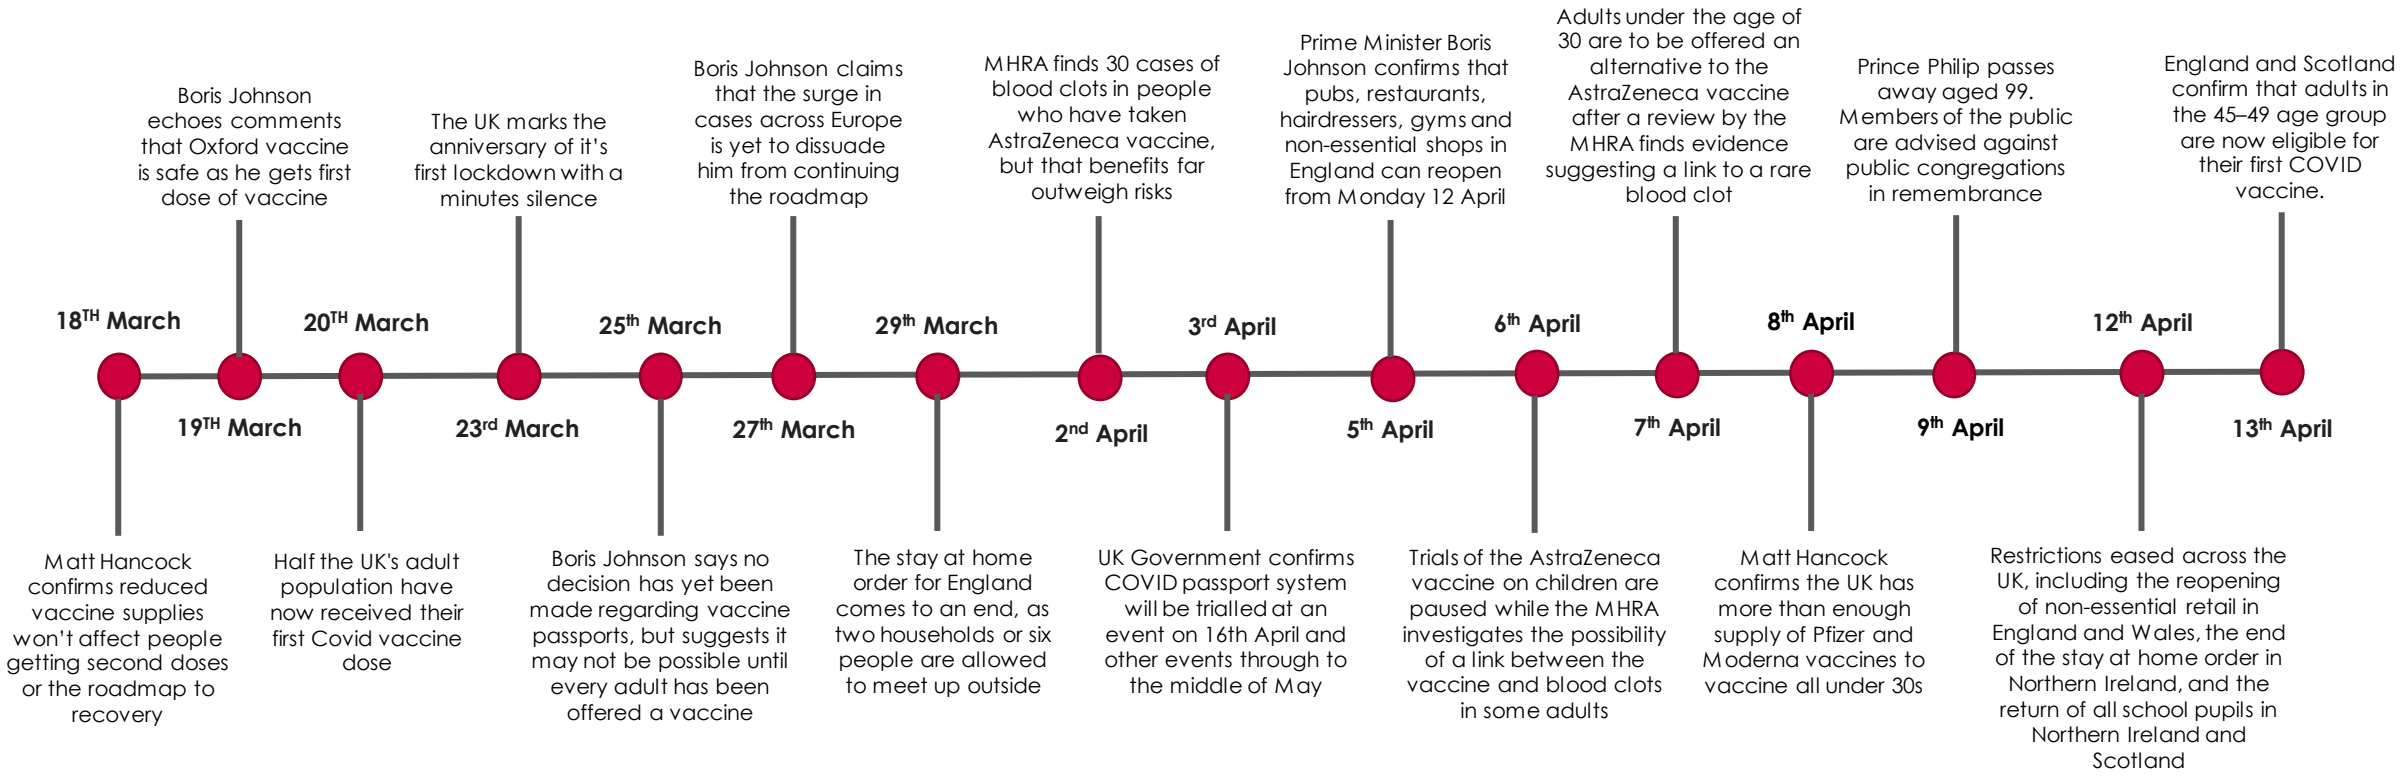 Boris Johnson
echoes comments
that Oxford vaccine
is safe as he gets first
dose of vaccine
The UK marks the
anniversary of it's
first lockdown with a
minutes silence
Boris Johnson claims
that the surge in
cases across Europe
is yet to dissuade
him from continuing
the roadmap
MHRA finds 30 cases of
blood clots in people
who have taken
AstraZeneca vaccine,
but that benefits far
outweigh risks
Prime Minister Boris
Johnson confirms that
pubs, restaurants,
hairdressers, gyms and
non-essential shops in
England can reopen
from Monday 12 April
Adults under the age of
30 are to be offered an
alternative to the
AstraZeneca vaccine
after a review by the
MHRA finds evidence
suggesting a link to a rare
blood clot
Prince Philip passes
away aged 99.
Members of the public
are advised against
public congregations
in remembrance
England and Scotland
confirm that adults in
the 45–49 age group
are now eligible for
their first COVID
vaccine.
18TH March
20TH March
25th March
29th March
3rd April
6th April
8th April
12th April
19TH March
23rd March
27th March
2nd April
5th April
7th April
9th April
13th April
Matt Hancock
confirms reduced
vaccine supplies
won't affect people
getting second doses
or the roadmap to
recovery
Half the UK's adult
population have
now received their
first Covid vaccine
dose
Boris Johnson says no
decision has yet been
made regarding vaccine
passports, but suggests it
may not be possible until
every adult has been
offered a vaccine
The stay at home
order for England
comes to an end, as
two households or six
people are allowed
to meet up outside
UK Government confirms
COVID passport system
will be trialled at an
event on 16th April and
other events through to
the middle of May
Trials of the AstraZeneca
vaccine on children are
paused while the MHRA
investigates the possibility
of a link between the
vaccine and blood clots
in some adults
Matt Hancock
confirms the UK has
more than enough
supply of Pfizer and
Moderna vaccines to
vaccine all under 30s
Restrictions eased across the
UK, including the reopening
of non-essential retail in
England and Wales, the end
of the stay at home order in
Northern Ireland, and the
return of all school pupils in
Northern Ireland and
Scotland